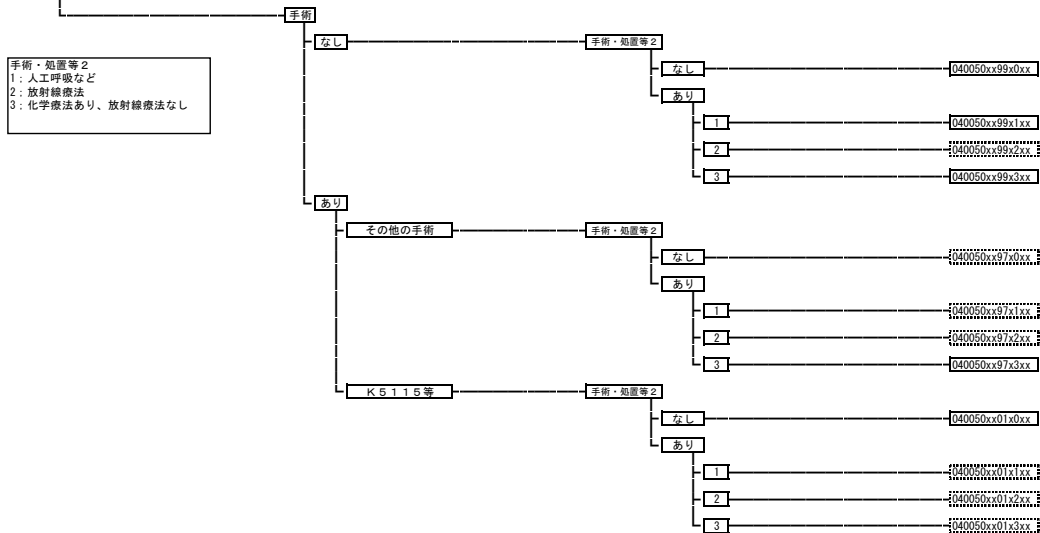 手術
なし
手術・処置等２
手術・処置等２
1；人工呼吸など
2；放射線療法
3；化学療法あり、放射線療法なし
なし
040050xx99x0xx
あり
1
040050xx99x1xx
2
040050xx99x2xx
3
040050xx99x3xx
あり
その他の手術
手術・処置等２
なし
040050xx97x0xx
あり
1
040050xx97x1xx
2
040050xx97x2xx
3
040050xx97x3xx
Ｋ５１１５等
手術・処置等２
なし
040050xx01x0xx
あり
1
040050xx01x1xx
2
040050xx01x2xx
3
040050xx01x3xx